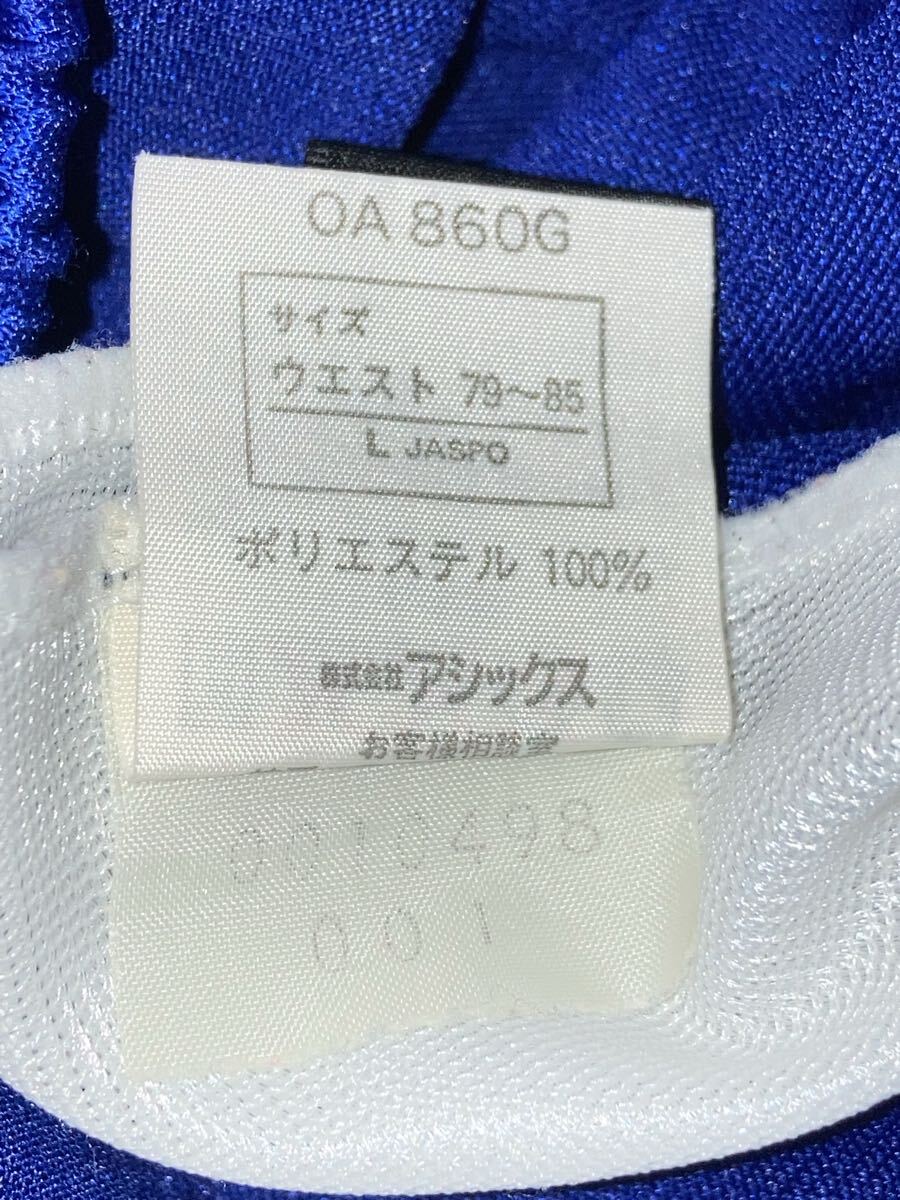 OA 860G
サイズ
ウエスト 79～85
L JASPO
ポリエステル 100%
株式会社アシックス
お客様相談室
001